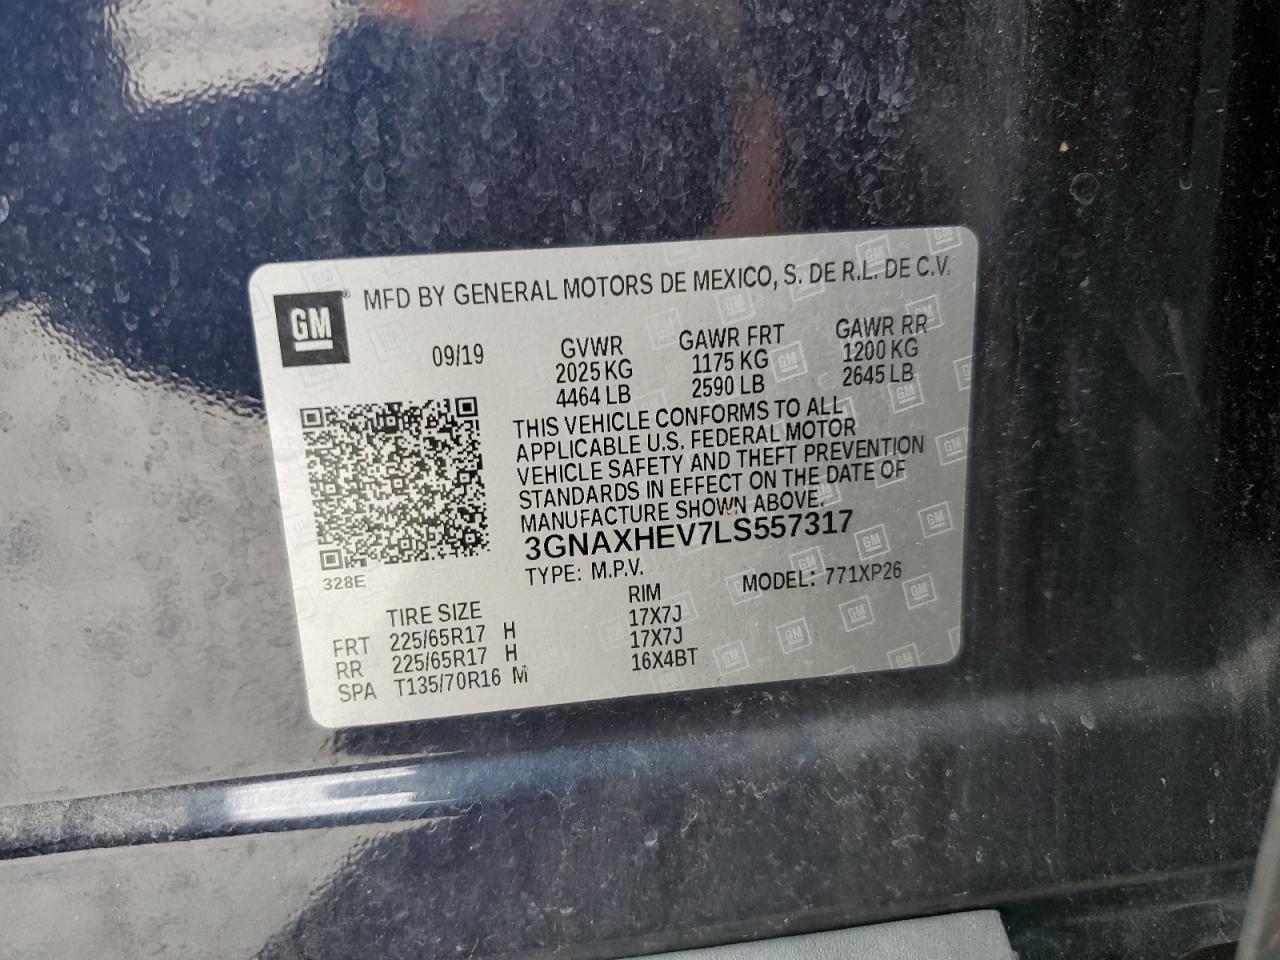 GM® MFD BY GENERAL MOTORS DE MEXICO, S. DE R.L. DE C.V.
09/19
GVWR GAWR FRT GAWR RR
2025 KG 1175 KG 1200 KG
4464 LB 2590 LB 2645 LB
THIS VEHICLE CONFORMS TO ALL
APPLICABLE U.S. FEDERAL MOTOR
VEHICLE SAFETY AND THEFT PREVENTION
STANDARDS IN EFFECT ON THE DATE OF
MANUFACTURE SHOWN ABOVE.
3GNAXHEV7LS557317
328E
TYPE: M.P.V. MODEL: 771XP26
TIRE SIZE RIM
FRT 225/65R17 H 17X7J
RR 225/65R17 H 17X7J
SPA T135/70R16 M 16X4BT